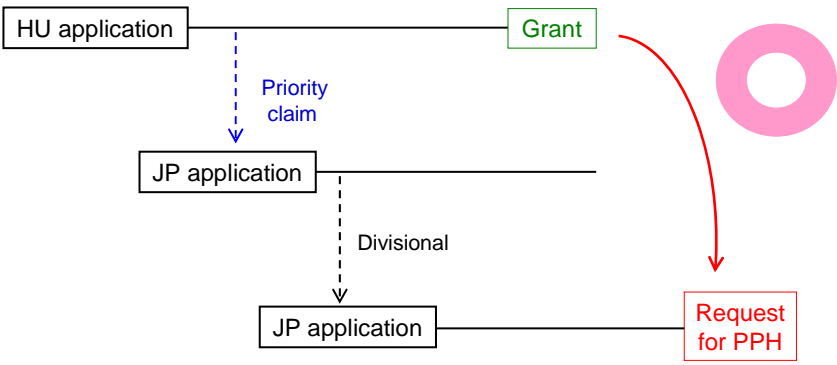 HU application
Grant
Priority
claim
JP application
Divisional
JP application
Request
for PPH